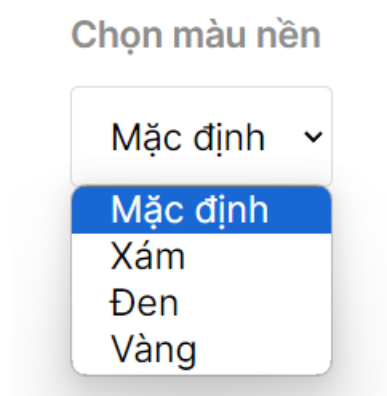 Chọn màu nền
Mặc định
Mặc định
Xám
Đen
Vàng